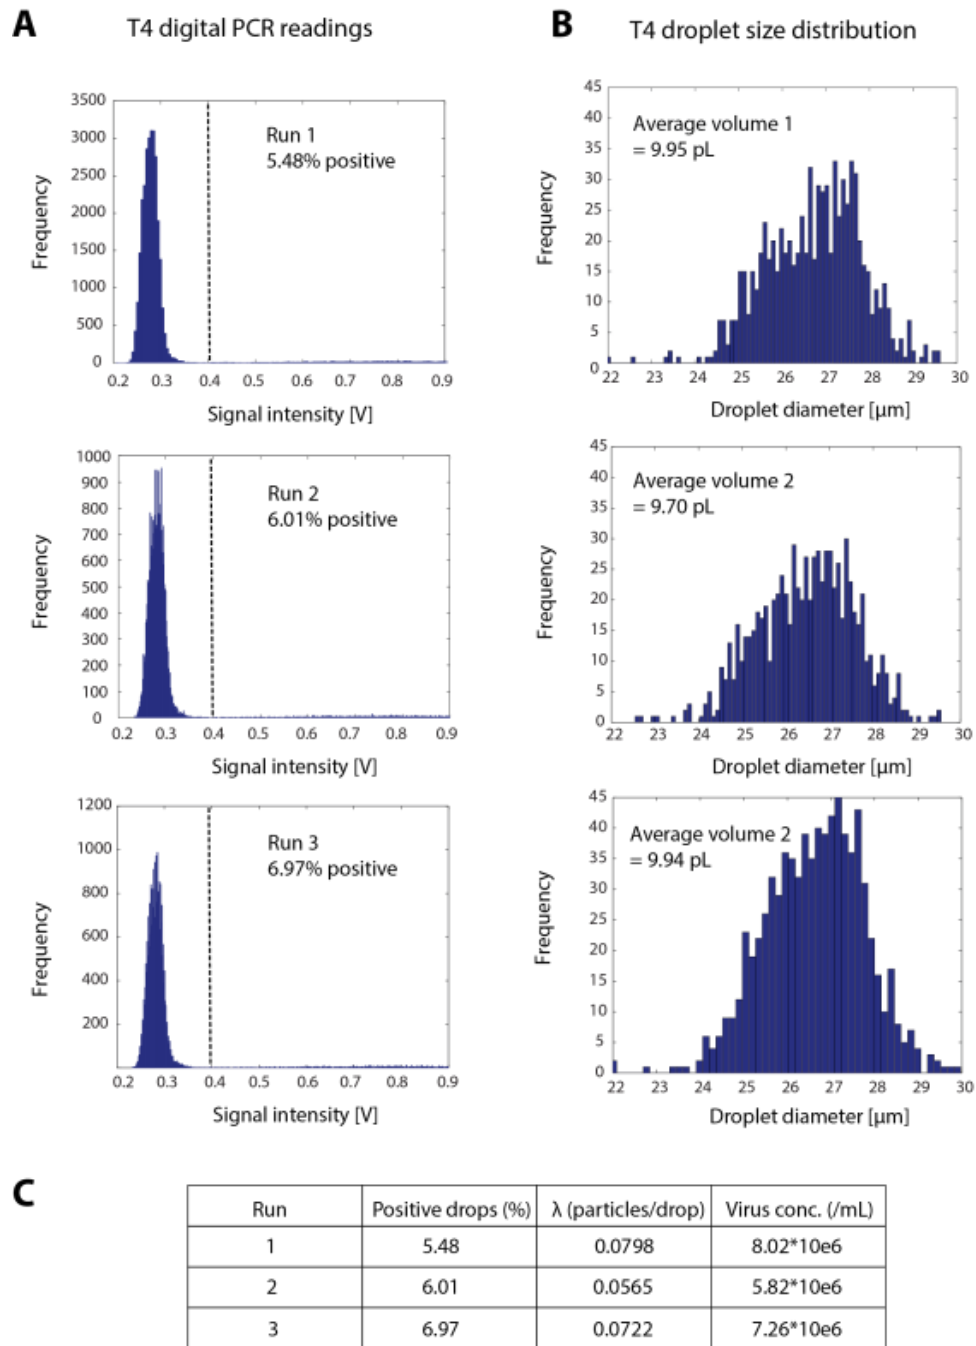 A T4 digital PCR readings
B T4 droplet size distribution
3500
3000
2500
2000
1500
1000
500
0
Frequency
Run 1
5.48% positive
0.2 0.3 0.4 0.5 0.6 0.7 0.8 0.9
Signal intensity [V]
45
40
35
30
25
20
15
10
5
0
Frequency
Average volume 1
= 9.95 pL
22 23 24 25 26 27 28 29 30
Droplet diameter [µm]
1000
900
800
700
600
500
400
300
200
100
0
Frequency
Run 2
6.01% positive
0.2 0.3 0.4 0.5 0.6 0.7 0.8 0.9
Signal intensity [V]
45
40
35
30
25
20
15
10
5
0
Frequency
Average volume 2
= 9.70 pL
22 23 24 25 26 27 28 29 30
Droplet diameter [µm]
1200
1000
800
600
400
200
Frequency
Run 3
6.97% positive
0.2 0.3 0.4 0.5 0.6 0.7 0.8 0.9
Signal intensity [V]
45
40
35
30
25
20
15
10
5
0
Frequency
Average volume 2
= 9.94 pL
22 23 24 25 26 27 28 29 30
Droplet diameter [µm]
C
Run Positive drops (%) λ (particles/drop) Virus conc. (/mL)
1 5.48 0.0798 8.02*10e6
2 6.01 0.0565 5.82*10e6
3 6.97 0.0722 7.26*10e6